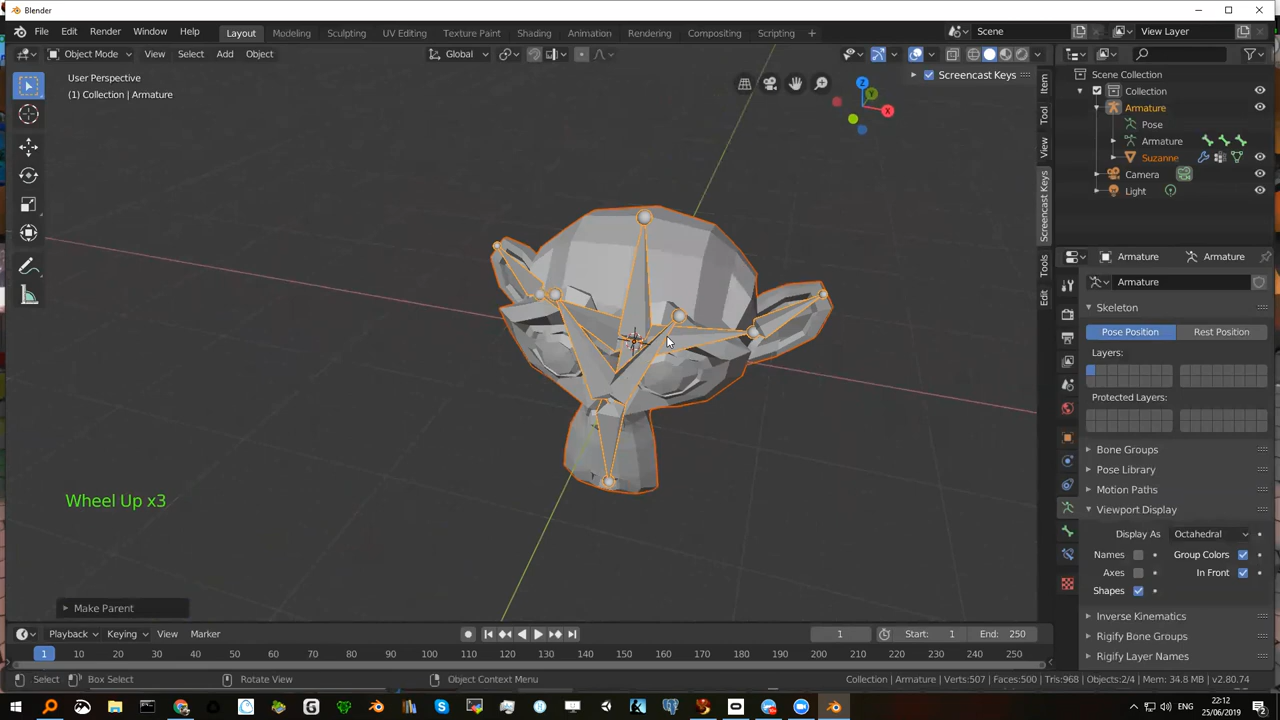 Blender
File Edit Render Window Help Layout Modeling Sculpting UV Editing Texture Paint Shading Animation Rendering Compositing Scripting Scene View Layer
Object Mode View Select Add Object Global
User Perspective
(1) Collection | Armature
Screencast Keys
Z
Y
X
Item
Tool
View
Screencast Keys
Tools
Edit
Scene Collection
Collection
Armature
Pose
Armature
Suzanne
Camera
Light
Armature Armature
Armature
Skeleton
Pose Position Rest Position
Layers:
Protected Layers:
Bone Groups
Pose Library
Motion Paths
Viewport Display
Display As Octahedral
Names Group Colors
Axes In Front
Shapes
Inverse Kinematics
Rigify Bone Groups
Rigify Layer Names
Wheel Up x3
Make Parent
Playback Keying View Marker 1 Start: 1 End: 250
1 10 20 30 40 50 60 70 80 90 100 110 120 130 140 150 160 170 180 190 200 210 220 230 240 250
Select Box Select Rotate View Object Context Menu Collection | Armature | Verts:507 | Faces:507 | Tris:968 | Objects:2/4 | Mem: 34.8 MB | v2.80.74
ENG
22:12
25/06/2019